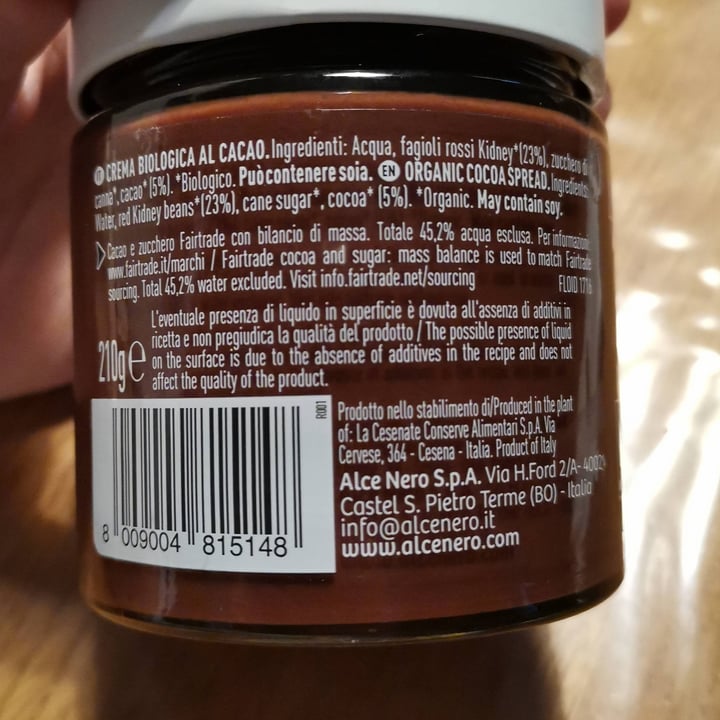 IT CREMA BIOLOGICA AL CACAO. Ingredienti: Acqua, fagioli rossi Kidney*(23%), zucchero di
canna*, cacao* (5%). *Biologico. Può contenere soia. EN ORGANIC COCOA SPREAD. Ingredients:
Water, red Kidney beans*(23%), cane sugar*, cocoa* (5%). *Organic. May contain soy.
Cacao e zucchero Fairtrade con bilancio di massa. Totale 45,2% acqua esclusa. Per informazioni:
www.fairtrade.it/marchi / Fairtrade cocoa and sugar: mass balance is used to match Fairtrade
sourcing. Total 45,2% water excluded. Visit info.fairtrade.net/sourcing FLOID 1716
210g e
L'eventuale presenza di liquido in superficie è dovuta all'assenza di additivi in
ricetta e non pregiudica la qualità del prodotto / The possible presence of liquid
on the surface is due to the absence of additives in the recipe and does not
affect the quality of the product.
R001
8 009004 815148
Prodotto nello stabilimento di/Produced in the plant
of: La Cesenate Conserve Alimentari S.p.A. Via
Cervese, 364 - Cesena - Italia. Product of Italy
Alce Nero S.p.A. Via H.Ford 2/A-
Castel S. Pietro Terme (BO) - Italia
info@alcenero.it
www.alcenero.com